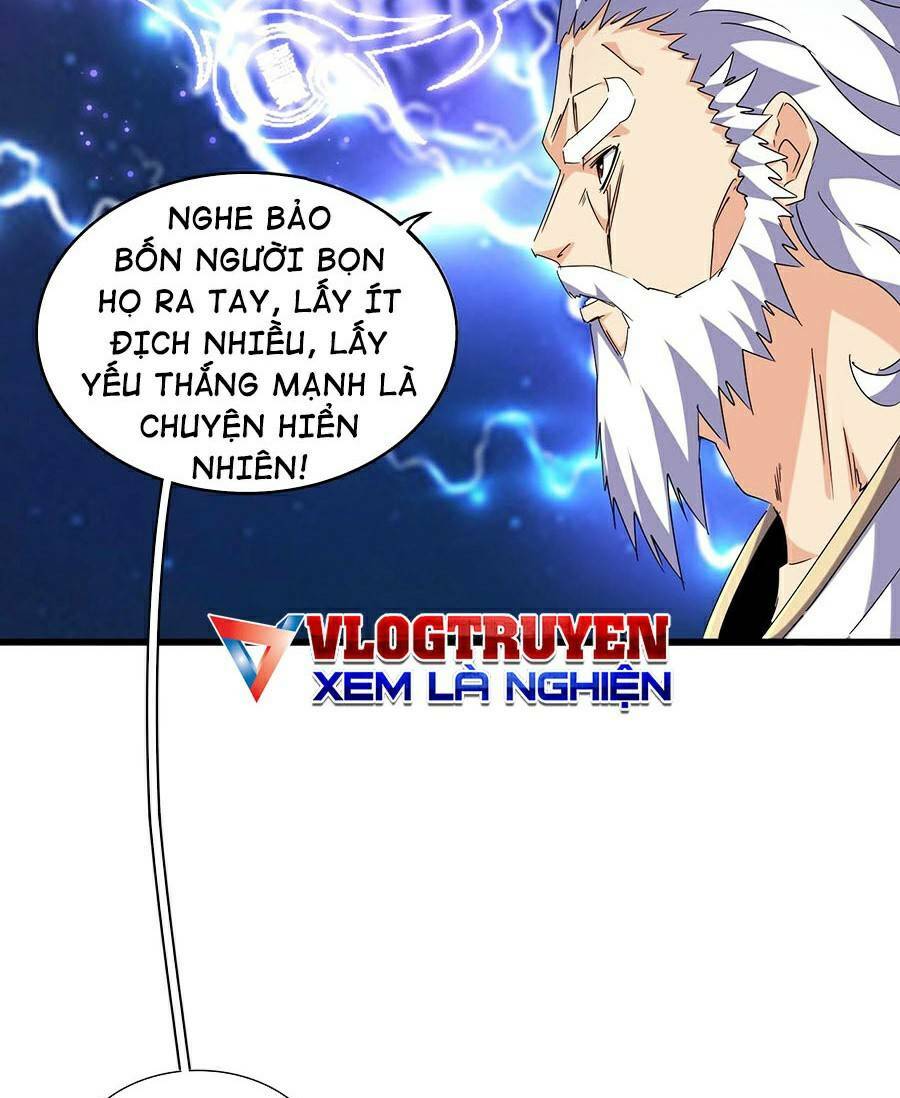 NGHE BẢO
BỐN NGƯỜI BỌN
HỌ RA TAY, LẤY ÍT
ĐỊCH NHIỀU, LẤY
YẾU THẮNG MẠNH LÀ
CHUYỆN HIỂN
NHIÊN!
VLOGTRUYEN
XEM LÀ NGHIỆN